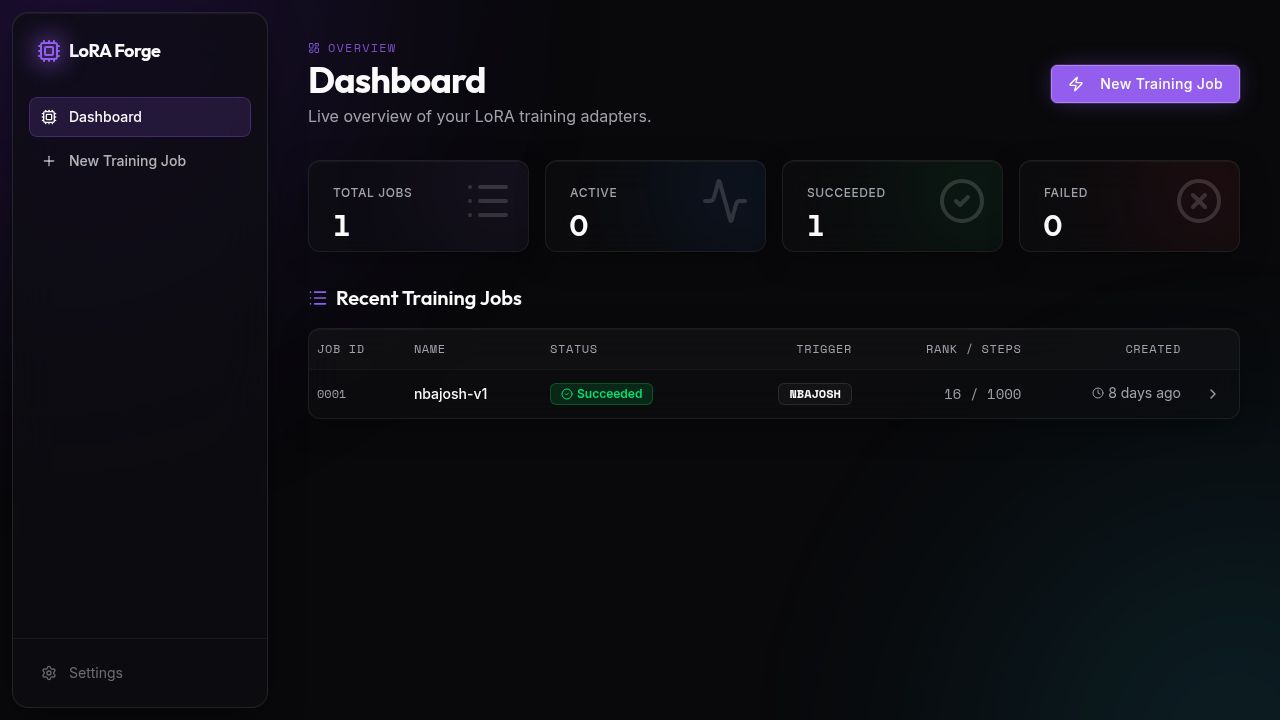 LoRA Forge
Dashboard
New Training Job
Settings
OVERVIEW
Dashboard
Live overview of your LoRA training adapters.
New Training Job
TOTAL JOBS
1
ACTIVE
0
SUCCEEDED
1
FAILED
0
Recent Training Jobs
JOB ID NAME STATUS TRIGGER RANK / STEPS CREATED
0001 nbajosh-v1 Succeeded NBAJOSH 16 / 1000 8 days ago